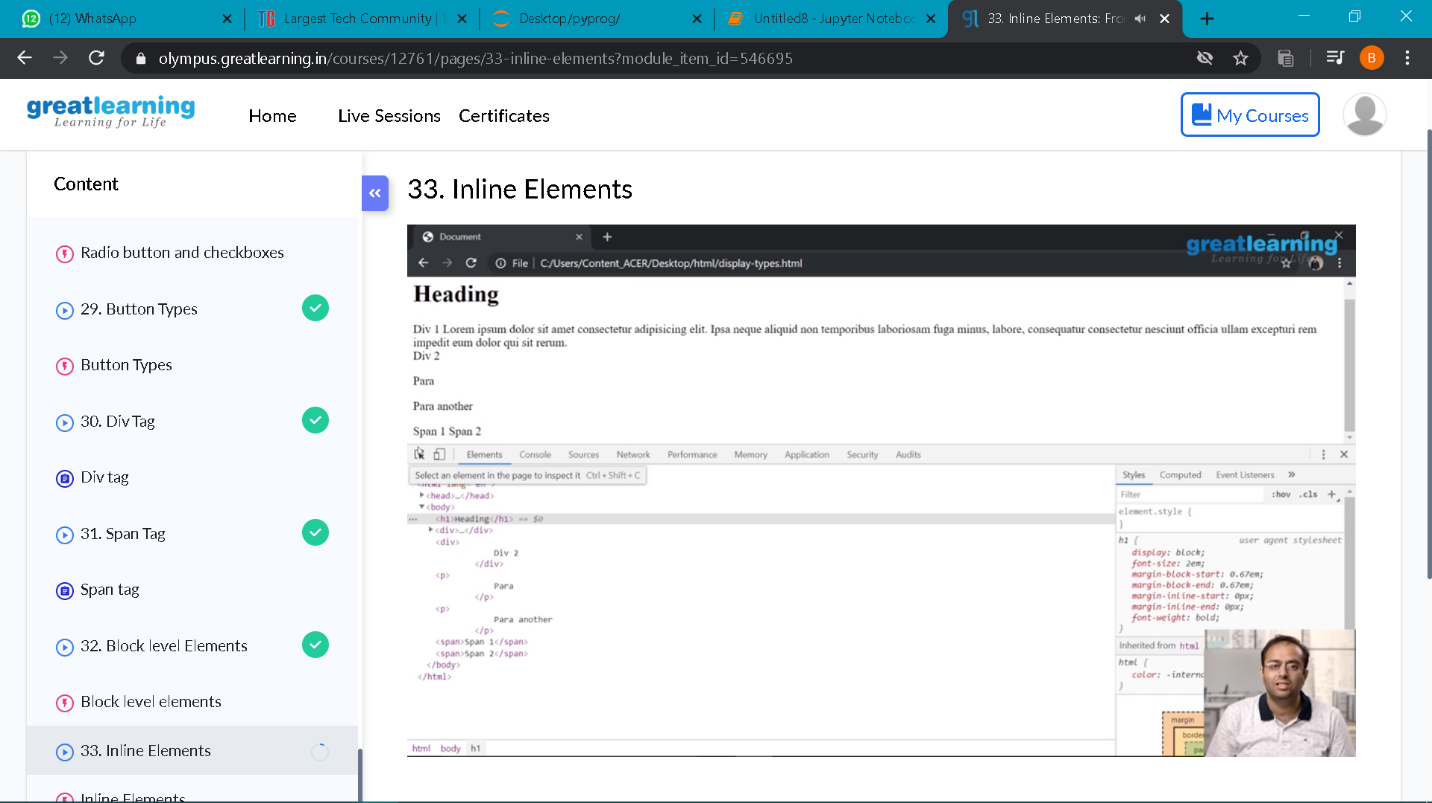 (12) WhatsApp
Largest Tech Community |
Desktop/pyprog/
Untitled8 - Jupyter Noteboo
33. Inline Elements: Fro
olympus.greatlearning.in/courses/12761/pages/33-inline-elements?module_item_id=546695
B
greatlearning
Learning for Life
Home
Live Sessions
Certificates
My Courses
Content
Radio button and checkboxes
29. Button Types
Button Types
30. Div Tag
Div tag
31. Span Tag
Span tag
32. Block level Elements
Block level elements
33. Inline Elements
Inline Elements
33. Inline Elements
Document
greatlearning
Learning for Life
File | C:/Users/Content_ACER/Desktop/html/display-types.html
Heading
Div 1 Lorem ipsum dolor sit amet consectetur adipisicing elit. Ipsa neque aliquid non temporibus laboriosam fuga minus, labore, consequatur consectetur nesciunt officia ullam excepturi rem
impedit eum dolor qui sit rerum.
Div 2
Para
Para another
Span 1 Span 2
Elements Console Sources Network Performance Memory Application Security Audits
Select an element in the page to inspect it Ctrl + Shift + C
<html lang="en">
<head>…</head>
<body>
<h1>Heading</h1> == $0
<div>…</div>
<div>
Div 2
</div>
<p>
Para
</p>
<p>
Para another
</p>
<span>Span 1</span>
<span>Span 2</span>
</body>
</html>
html body h1
Styles Computed Event Listeners »
Filter :hov .cls +
element.style {
}
h1 { user agent stylesheet
display: block;
font-size: 2em;
margin-block-start: 0.67em;
margin-block-end: 0.67em;
margin-inline-start: 0px;
margin-inline-end: 0px;
font-weight: bold;
}
Inherited from html
html {
color: -interna
}
margin
border
pa